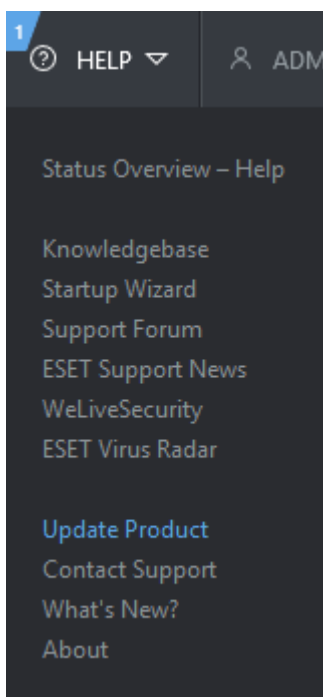 1
HELP
ADM
Status Overview – Help
Knowledgebase
Startup Wizard
Support Forum
ESET Support News
WeLiveSecurity
ESET Virus Radar
Update Product
Contact Support
What's New?
About